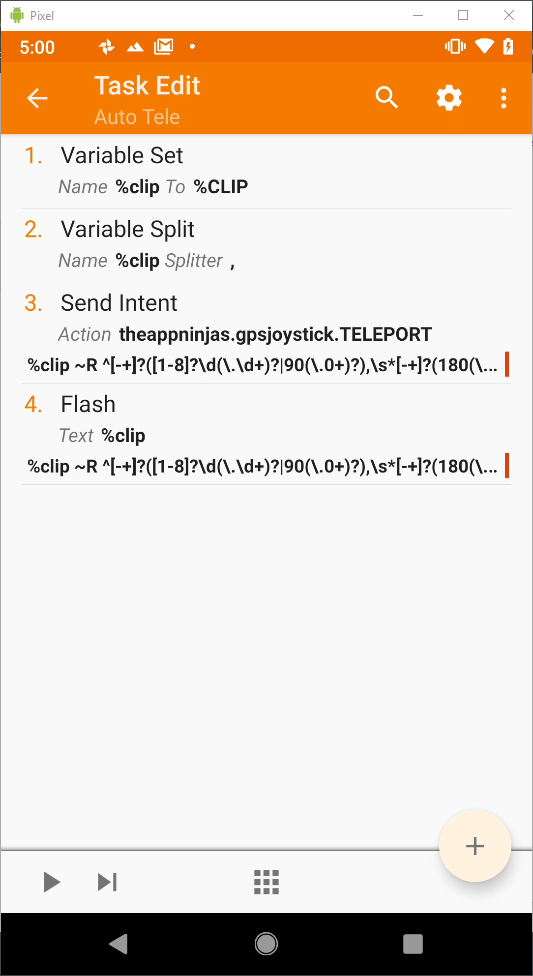 Pixel
5:00
Task Edit
Auto Tele
1. Variable Set
Name %clip To %CLIP
2. Variable Split
Name %clip Splitter ,
3. Send Intent
Action theappninjas.gpsjoystick.TELEPORT
%clip ~R ^[-+]?([1-8]?\d(\.\d+)?|90(\.0+)?),\s*[-+]?(180(\...
4. Flash
Text %clip
%clip ~R ^[-+]?([1-8]?\d(\.\d+)?|90(\.0+)?),\s*[-+]?(180(\...